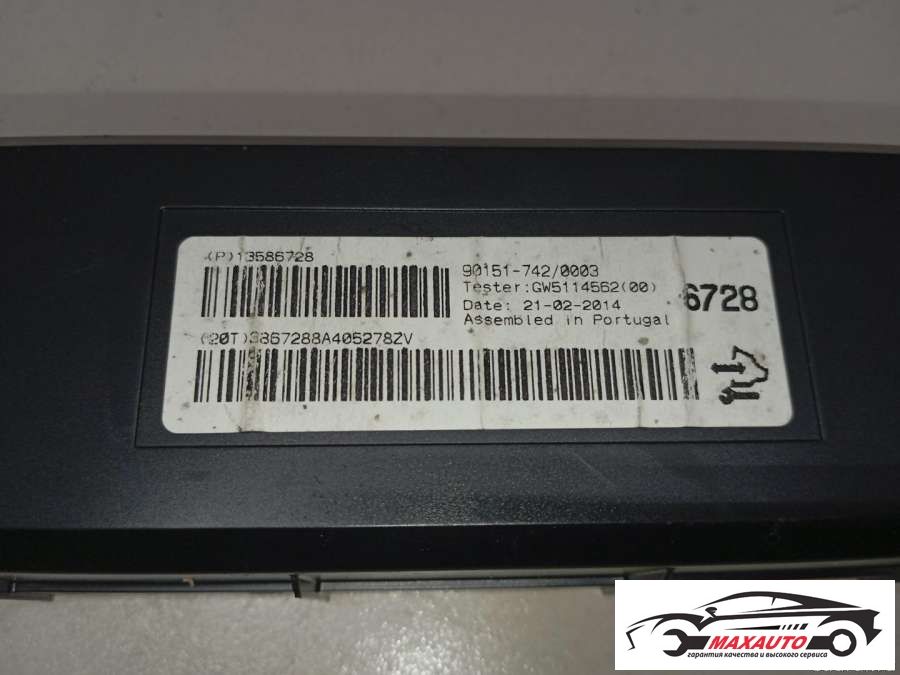 (P)13586728
90151-742/0003
Tester:GW5114562(00)
Date: 21-02-2014
Assembled in Portugal
6728
(20T)3867288A405278ZV
MAXAUTO
гарантия качества и высокого сервиса